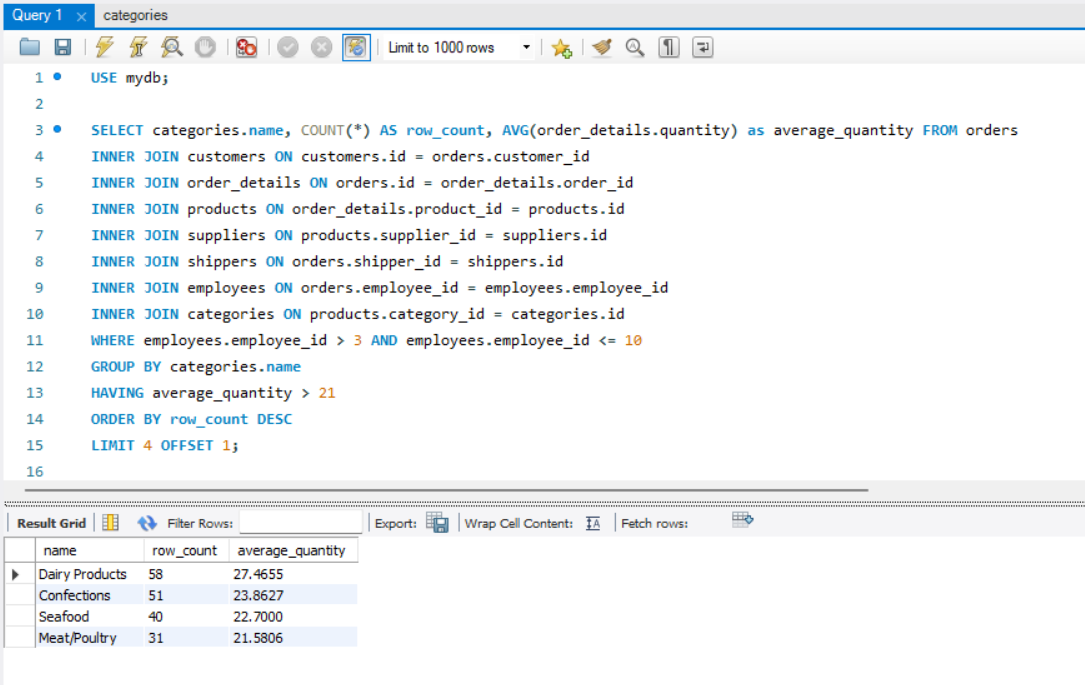 Query 1 categories
Limit to 1000 rows
1 USE mydb;
2
3 SELECT categories.name, COUNT(*) AS row_count, AVG(order_details.quantity) as average_quantity FROM orders
4 INNER JOIN customers ON customers.id = orders.customer_id
5 INNER JOIN order_details ON orders.id = order_details.order_id
6 INNER JOIN products ON order_details.product_id = products.id
7 INNER JOIN suppliers ON products.supplier_id = suppliers.id
8 INNER JOIN shippers ON orders.shipper_id = shippers.id
9 INNER JOIN employees ON orders.employee_id = employees.employee_id
10 INNER JOIN categories ON products.category_id = categories.id
11 WHERE employees.employee_id > 3 AND employees.employee_id <= 10
12 GROUP BY categories.name
13 HAVING average_quantity > 21
14 ORDER BY row_count DESC
15 LIMIT 4 OFFSET 1;
16
Result Grid Filter Rows: Export: Wrap Cell Content: IA Fetch rows:
name row_count average_quantity
Dairy Products 58 27.4655
Confections 51 23.8627
Seafood 40 22.7000
Meat/Poultry 31 21.5806